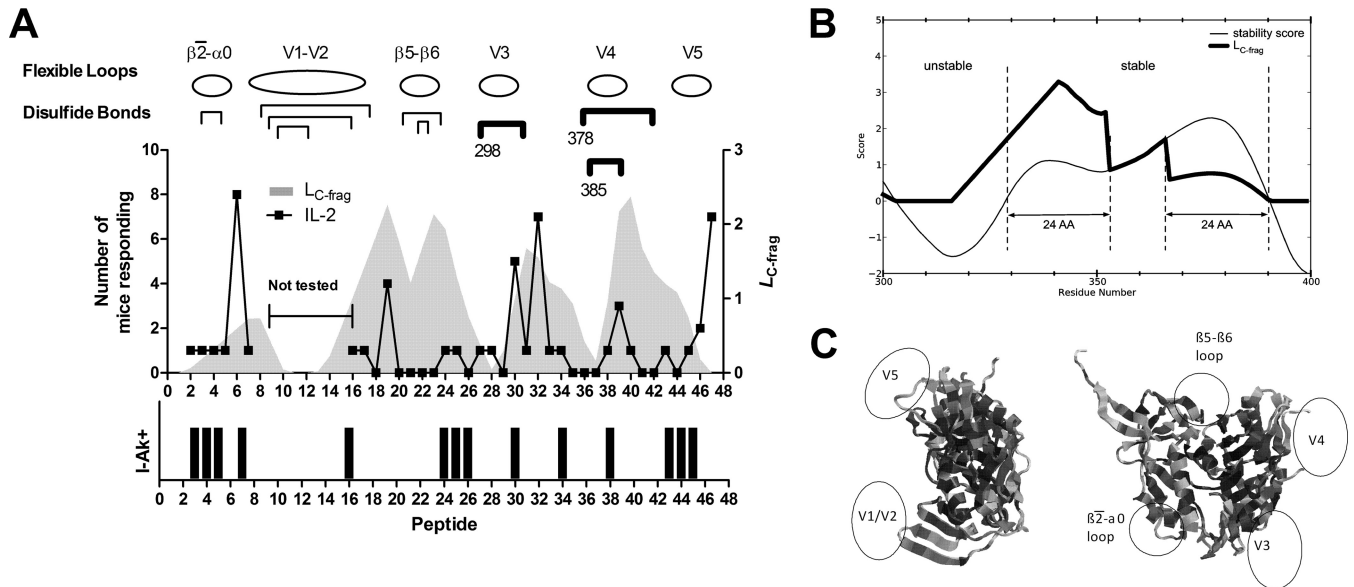 A
β2̅-α0 V1-V2 β5-β6 V3 V4 V5
Flexible Loops
Disulfide Bonds
298
378
385
10
8
6
4
2
0
Number of
mice responding
L C-frag
IL-2
Not tested
3
2
1
0
L C-frag
0 2 4 6 8 10 12 14 16 18 20 22 24 26 28 30 32 34 36 38 40 42 44 46 48
I-Ak+
0 2 4 6 8 10 12 14 16 18 20 22 24 26 28 30 32 34 36 38 40 42 44 46 48
Peptide
B
5
4
3
2
1
0
-1
-2
Score
stability score
L C-frag
unstable
stable
24 AA
24 AA
300 350 400
Residue Number
C
V5
V1/V2
ß5-ß6
loop
V4
ß2̅-a0
loop
V3